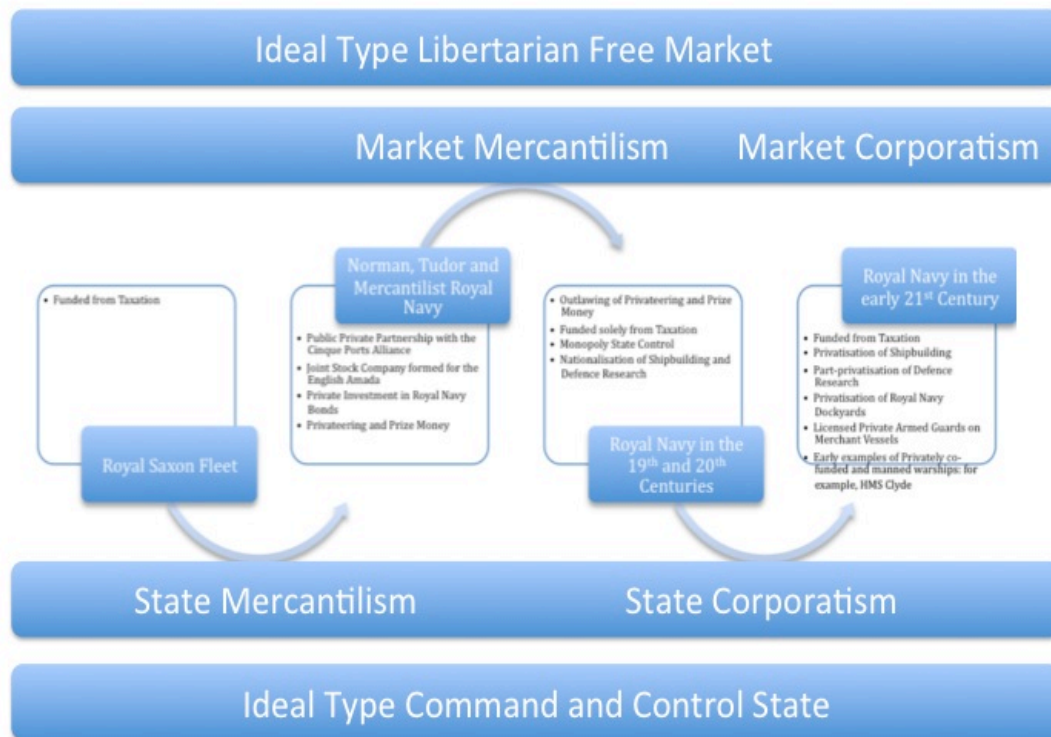 Ideal Type Libertarian Free Market
Market Mercantilism
Market Corporatism
• Funded from Taxation
Royal Saxon Fleet
Norman, Tudor and
Mercantilist Royal
Navy
• Public Private Partnership with the
Cinque Ports Alliance
• Joint Stock Company formed for the
English Amada
• Private Investment in Royal Navy
Bonds
• Privateering and Prize Money
• Outlawing of Privateering and Prize
Money
• Funded solely from Taxation
• Monopoly State Control
• Nationalisation of Shipbuilding and
Defence Research
Royal Navy in the
19th and 20th
Centuries
Royal Navy in the
early 21st Century
• Funded from Taxation
• Privatisation of Shipbuilding
• Part-privatisation of Defence
Research
• Privatisation of Royal Navy
Dockyards
• Licensed Private Armed Guards on
Merchant Vessels
• Early examples of Privately co-
funded and manned warships: for
example, HMS Clyde
State Mercantilism
State Corporatism
Ideal Type Command and Control State